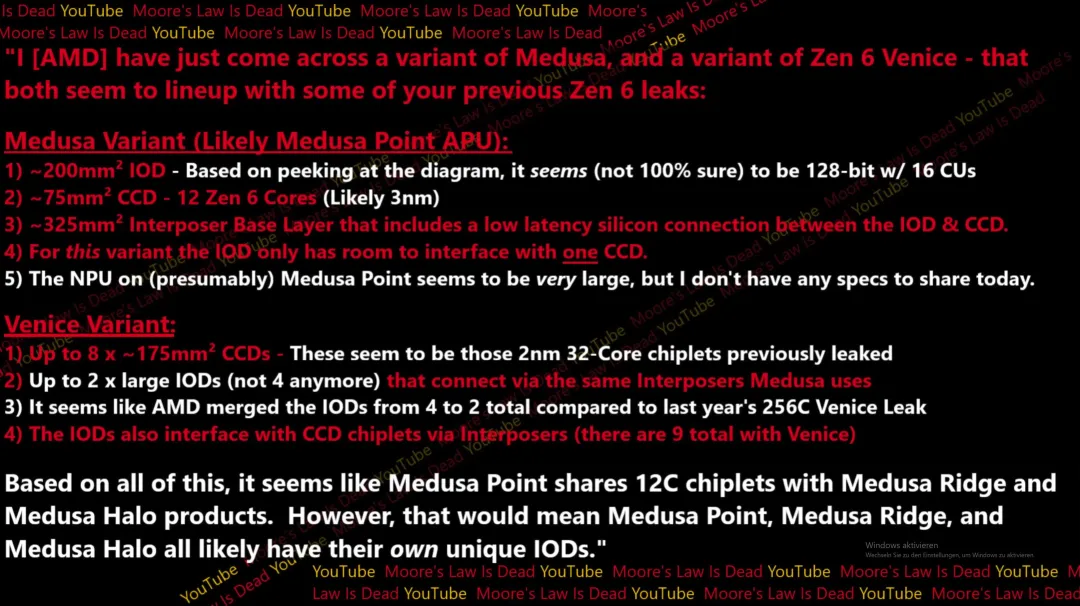 Is Dead YouTube Moore's Law Is Dead YouTube Moore's Law Is Dead YouTube Moore's
Moore's Law Is Dead YouTube Moore's Law Is Dead YouTube Moore's Law Is Dead
"I [AMD] have just come across a variant of Medusa, and a variant of Zen 6 Venice - that
both seem to lineup with some of your previous Zen 6 leaks:
Medusa Variant (Likely Medusa Point APU):
1) ~200mm² IOD - Based on peeking at the diagram, it seems (not 100% sure) to be 128-bit w/ 16 CUs
2) ~75mm² CCD - 12 Zen 6 Cores (Likely 3nm)
3) ~325mm² Interposer Base Layer that includes a low latency silicon connection between the IOD & CCD.
4) For this variant the IOD only has room to interface with one CCD.
5) The NPU on (presumably) Medusa Point seems to be very large, but I don't have any specs to share today.
Venice Variant:
1) Up to 8 x ~175mm² CCDs - These seem to be those 2nm 32-Core chiplets previously leaked
2) Up to 2 x large IODs (not 4 anymore) that connect via the same Interposers Medusa uses
3) It seems like AMD merged the IODs from 4 to 2 total compared to last year's 256C Venice Leak
4) The IODs also interface with CCD chiplets via Interposers (there are 9 total with Venice)
Based on all of this, it seems like Medusa Point shares 12C chiplets with Medusa Ridge and
Medusa Halo products. However, that would mean Medusa Point, Medusa Ridge, and
Medusa Halo all likely have their own unique IODs."
Windows aktivieren
Wechseln Sie zu den Einstellungen, um Windows zu aktivieren.
YouTube Moore's Law Is Dead YouTube Moore's Law Is Dead YouTube Moore's Law Is Dead YouTube M
Law Is Dead YouTube Moore's Law Is Dead YouTube Moore's Law Is Dead YouTube Moore's Law Is Dead